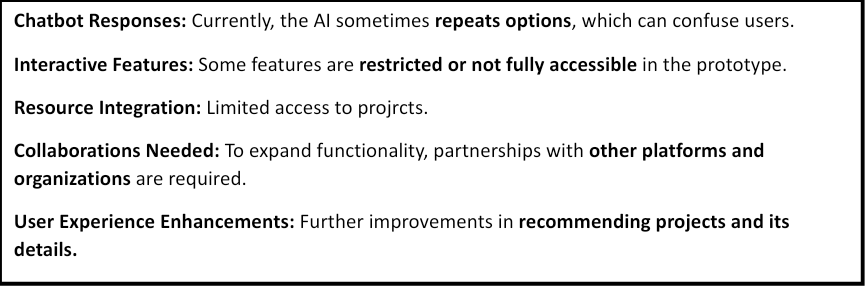 Chatbot Responses: Currently, the AI sometimes repeats options, which can confuse users.
Interactive Features: Some features are restricted or not fully accessible in the prototype.
Resource Integration: Limited access to projrcts.
Collaborations Needed: To expand functionality, partnerships with other platforms and
organizations are required.
User Experience Enhancements: Further improvements in recommending projects and its
details.